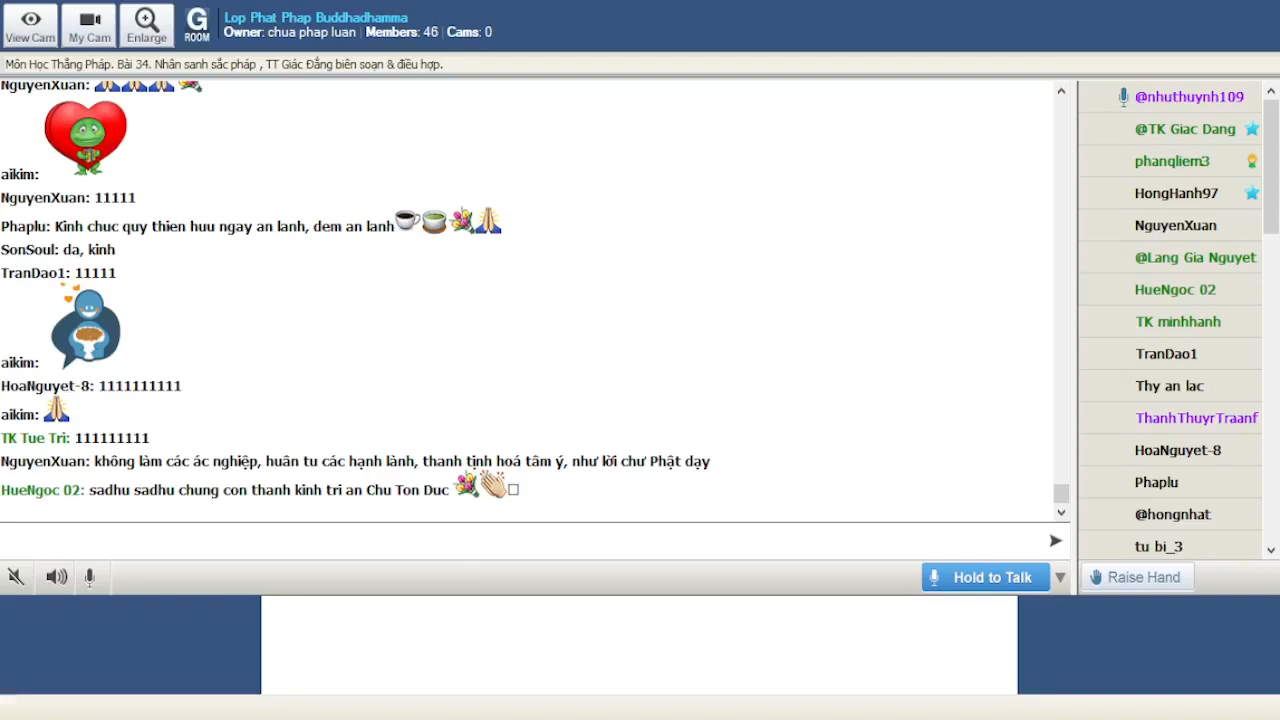 View Cam
My Cam
Enlarge
G
ROOM
Lop Phat Phap Buddhadhamma
Owner: chua phap luan | Members: 46 | Cams: 0
Môn Học Thắng Pháp. Bài 34. Nhân sanh sắc pháp , TT Giác Đẳng biên soạn & điều hợp.
NguyenXuan:
aikim:
NguyenXuan: 11111
Phaplu: Kinh chuc quy thien huu ngay an lanh, dem an lanh
SonSoul: da, kinh
TranDao1: 11111
aikim:
HoaNguyet-8: 1111111111
aikim:
TK Tue Tri: 111111111
NguyenXuan: không làm các ác nghiệp, huân tu các hạnh lành, thanh tịnh hoá tâm ý, như lời chư Phật dạy
HueNgoc 02: sadhu sadhu chung con thanh kinh tri an Chu Ton Duc
@nhuthuynh109
@TK Giac Dang
phanqliem3
HongHanh97
NguyenXuan
@Lang Gia Nguyet
HueNgoc 02
TK minhhanh
TranDao1
Thy an lac
ThanhThuyrTraanf
HoaNguyet-8
Phaplu
@hongnhat
tu bi_3
Hold to Talk
Raise Hand